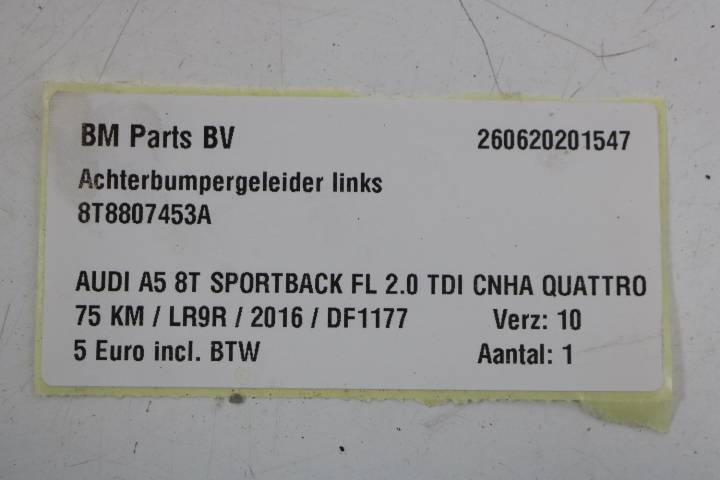 BM Parts BV 260620201547
Achterbumpergeleider links
8T8807453A
AUDI A5 8T SPORTBACK FL 2.0 TDI CNHA QUATTRO
75 KM / LR9R / 2016 / DF1177 Verz: 10
5 Euro incl. BTW Aantal: 1